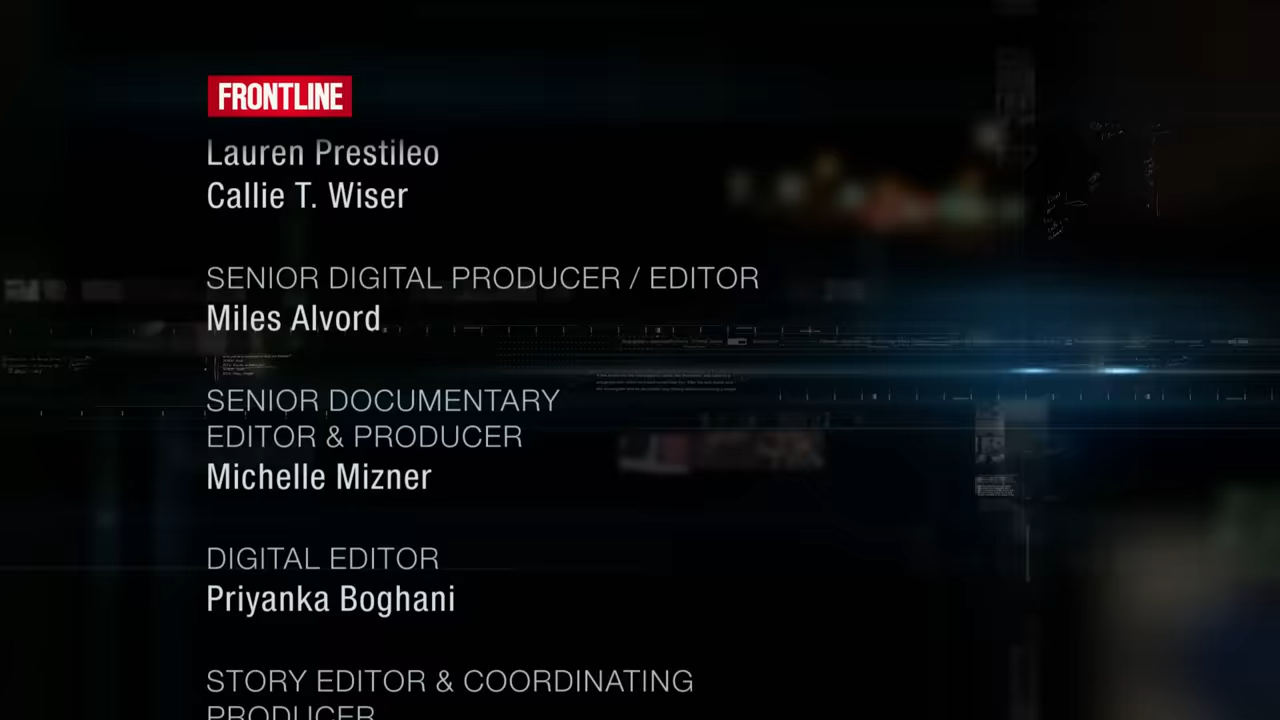 FRONTLINE
Lauren Prestileo
Callie T. Wiser
SENIOR DIGITAL PRODUCER / EDITOR
Miles Alvord
SENIOR DOCUMENTARY
EDITOR & PRODUCER
Michelle Mizner
DIGITAL EDITOR
Priyanka Boghani
STORY EDITOR & COORDINATING
PRODUCER